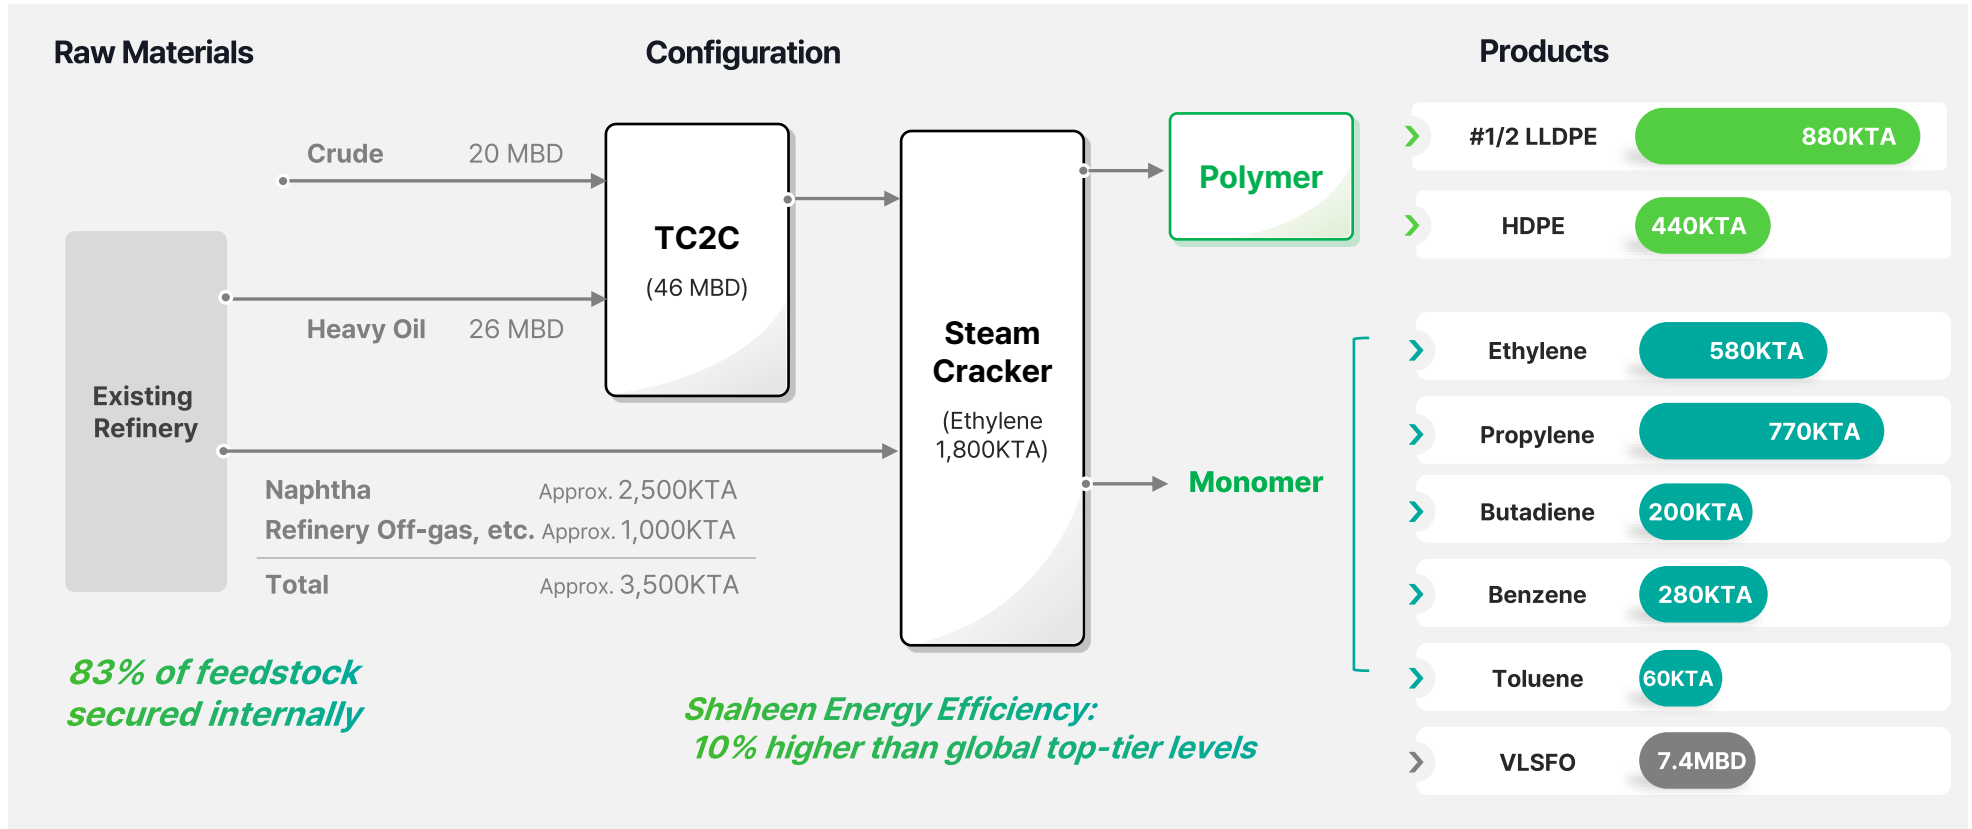 Raw Materials
Configuration
Products
Crude 20 MBD
Heavy Oil 26 MBD
Existing
Refinery
Naphtha Approx. 2,500KTA
Refinery Off-gas, etc. Approx. 1,000KTA
Total Approx. 3,500KTA
83% of feedstock
secured internally
TC2C
(46 MBD)
Steam
Cracker
(Ethylene
1,800KTA)
Shaheen Energy Efficiency:
10% higher than global top-tier levels
Polymer
Monomer
#1/2 LLDPE 880KTA
HDPE 440KTA
Ethylene 580KTA
Propylene 770KTA
Butadiene 200KTA
Benzene 280KTA
Toluene 60KTA
VLSFO 7.4MBD